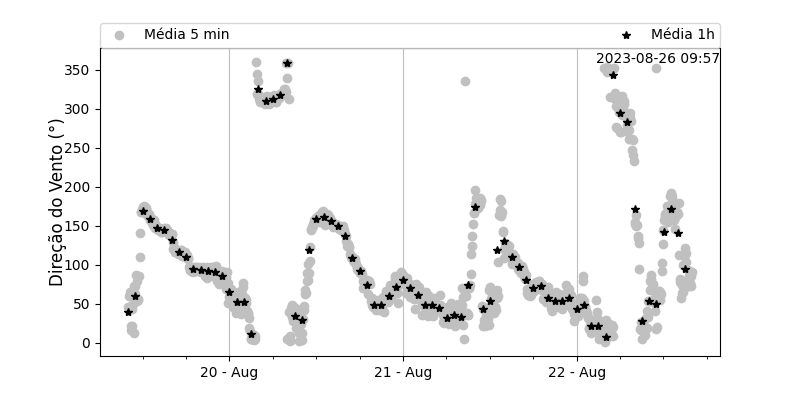 Média 5 min
Média 1h
2023-08-26 09:57
Direção do Vento (°)
350
300
250
200
150
100
50
0
20 - Aug
21 - Aug
22 - Aug